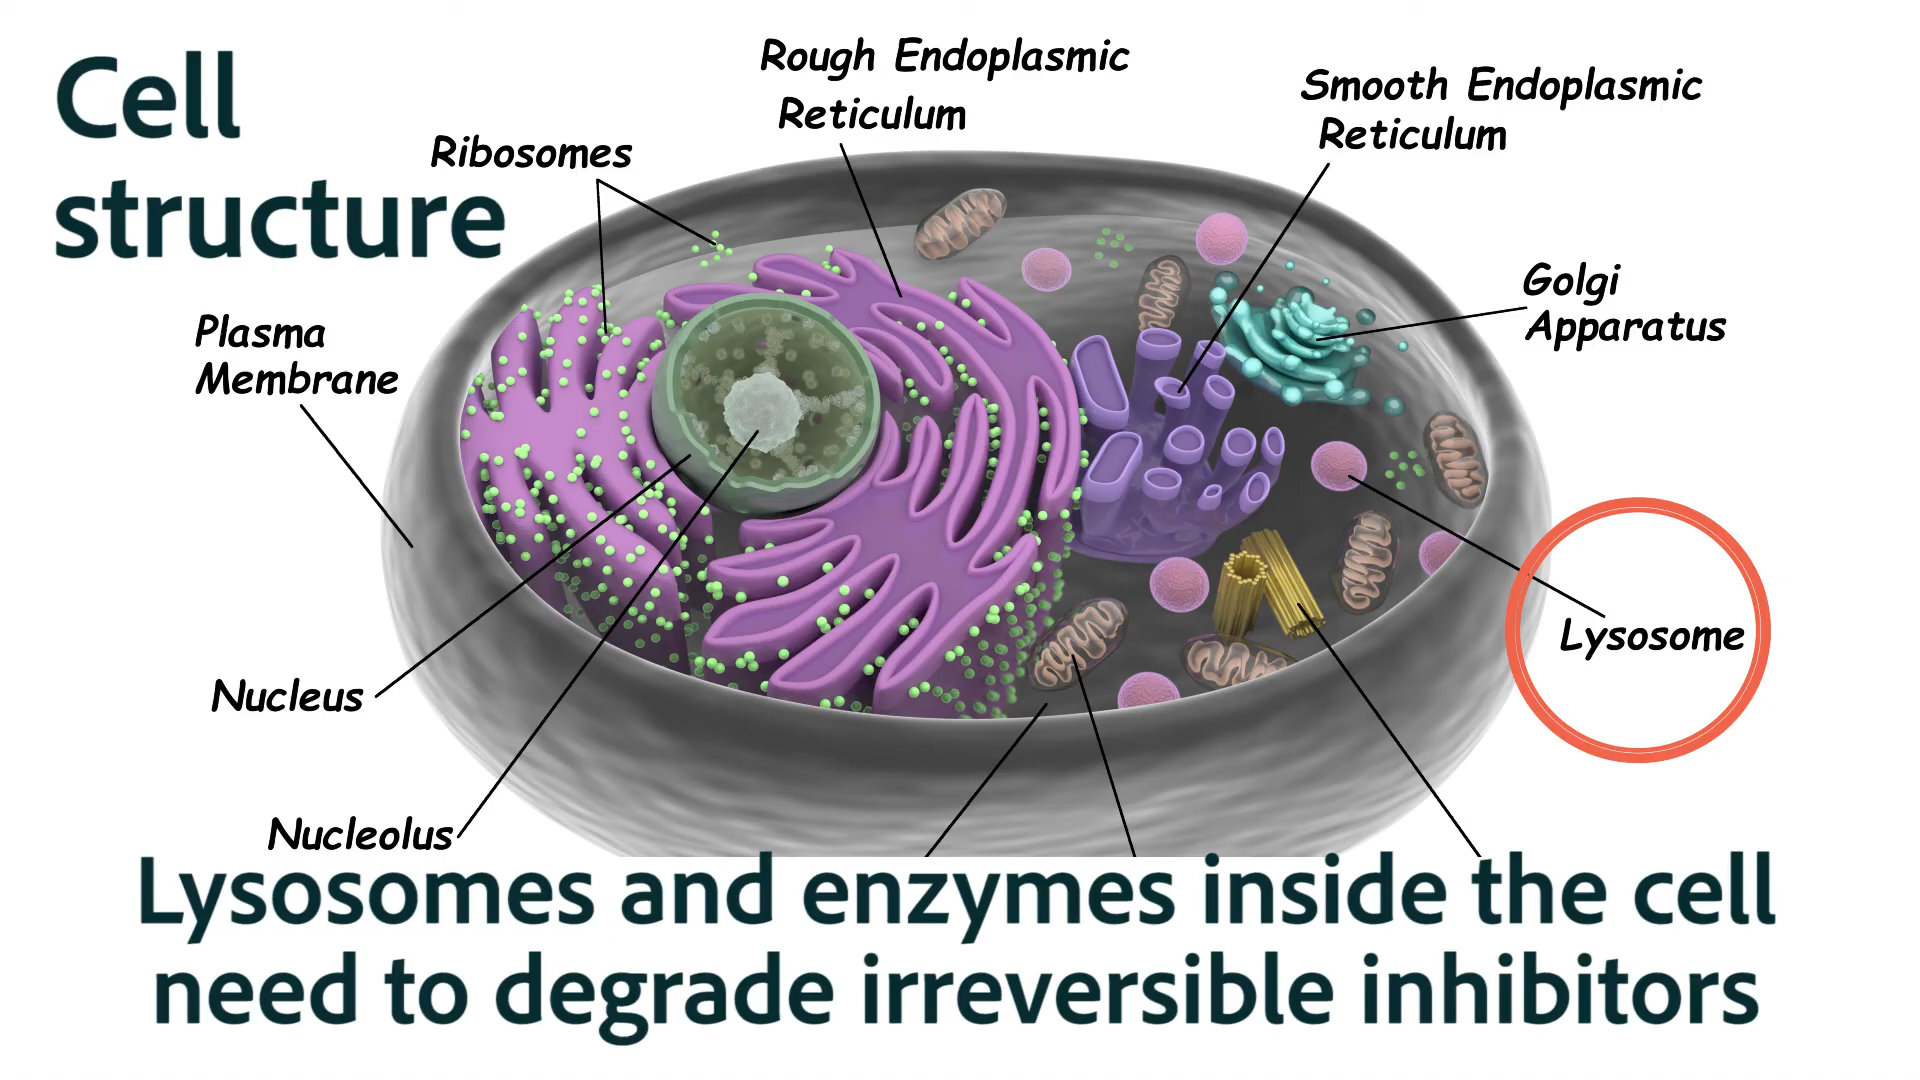 Cell
structure
Rough Endoplasmic
Reticulum
Smooth Endoplasmic
Reticulum
Ribosomes
Golgi
Apparatus
Plasma
Membrane
Lysosome
Nucleus
Nucleolus
Lysosomes and enzymes inside the cell
need to degrade irreversible inhibitors